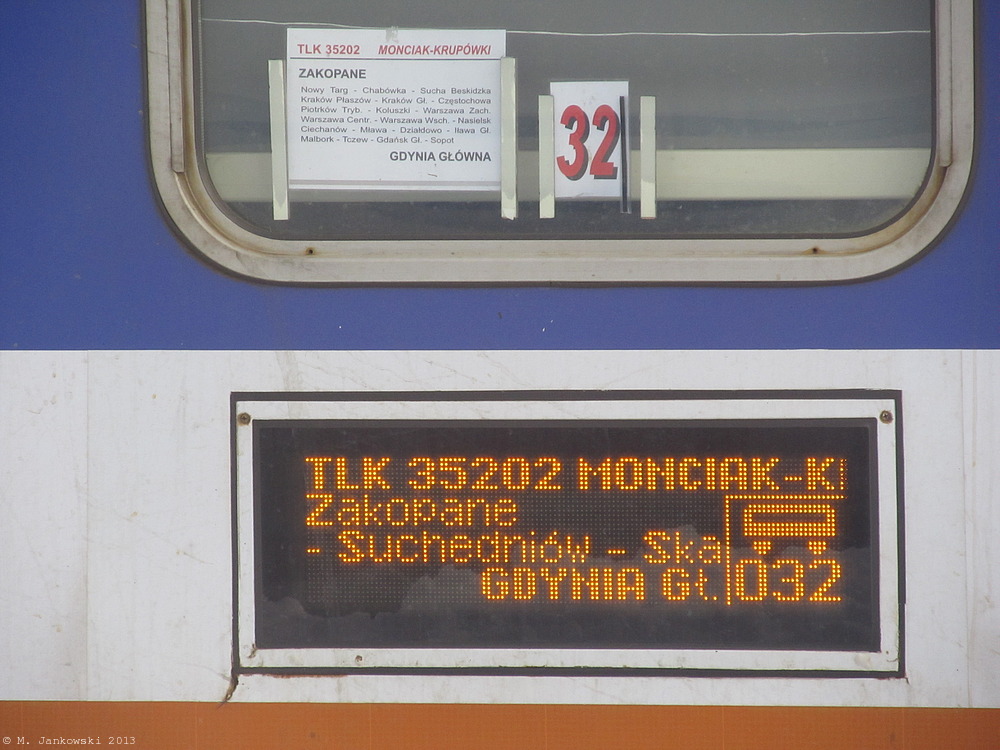 TLK 35202 MONCIAK-KRUPÓWKI
ZAKOPANE
Nowy Targ - Chabówka - Sucha Beskidzka
Kraków Płaszów - Kraków Gł. - Częstochowa
Piotrków Tryb. - Koluszki - Warszawa Zach.
Warszawa Centr. - Warszawa Wsch. - Nasielsk
Ciechanów - Mława - Działdowo - Iława Gł.
Malbork - Tczew - Gdańsk Gł. - Sopot
GDYNIA GŁÓWNA
32
TLK 35202 MONCIAK-K
Zakopane
- Suchedniów - Ska
GDYNIA GŁ. 032
© M. Jankowski 2013